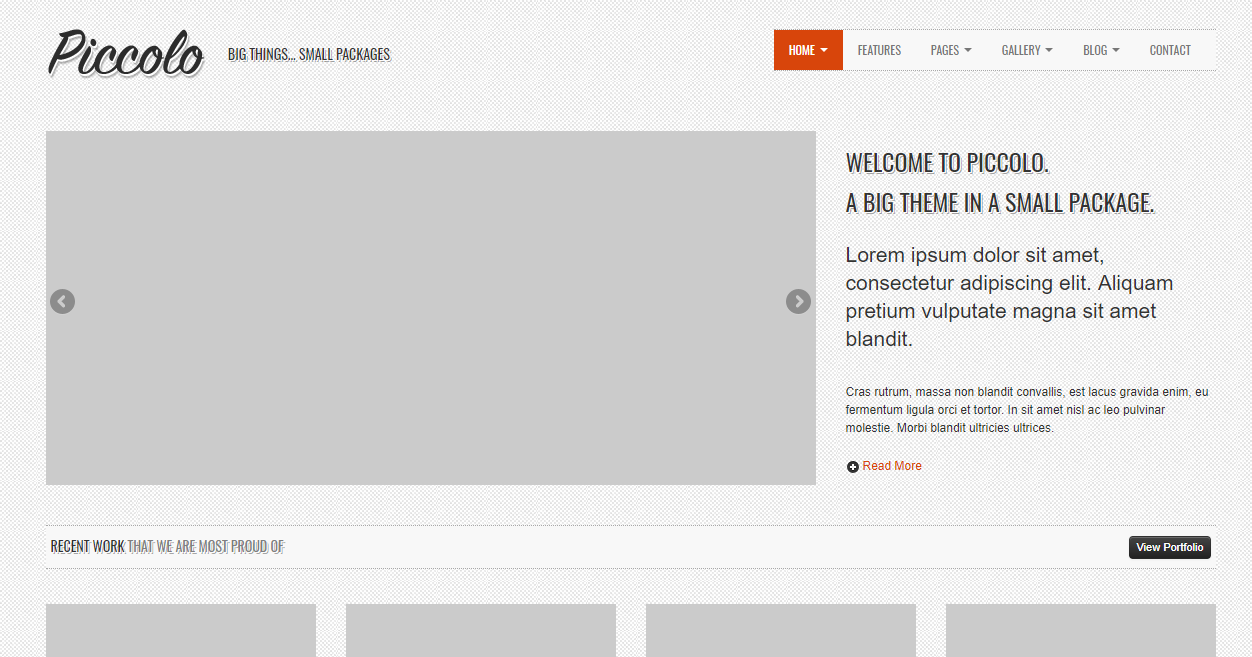 Piccolo
BIG THINGS... SMALL PACKAGES
HOME FEATURES PAGES GALLERY BLOG CONTACT
WELCOME TO PICCOLO.
A BIG THEME IN A SMALL PACKAGE.
Lorem ipsum dolor sit amet,
consectetur adipiscing elit. Aliquam
pretium vulputate magna sit amet
blandit.
Cras rutrum, massa non blandit convallis, est lacus gravida enim, eu
fermentum ligula orci et tortor. In sit amet nisl ac leo pulvinar
molestie. Morbi blandit ultricies ultrices.
Read More
RECENT WORK THAT WE ARE MOST PROUD OF
View Portfolio